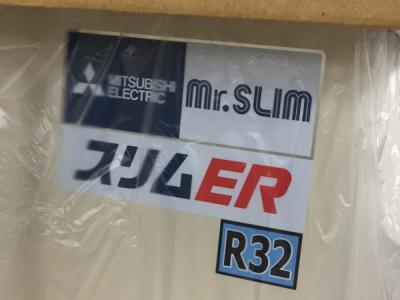 MITSUBISHI
ELECTRIC
Mr.SLIM
スリムER
R32